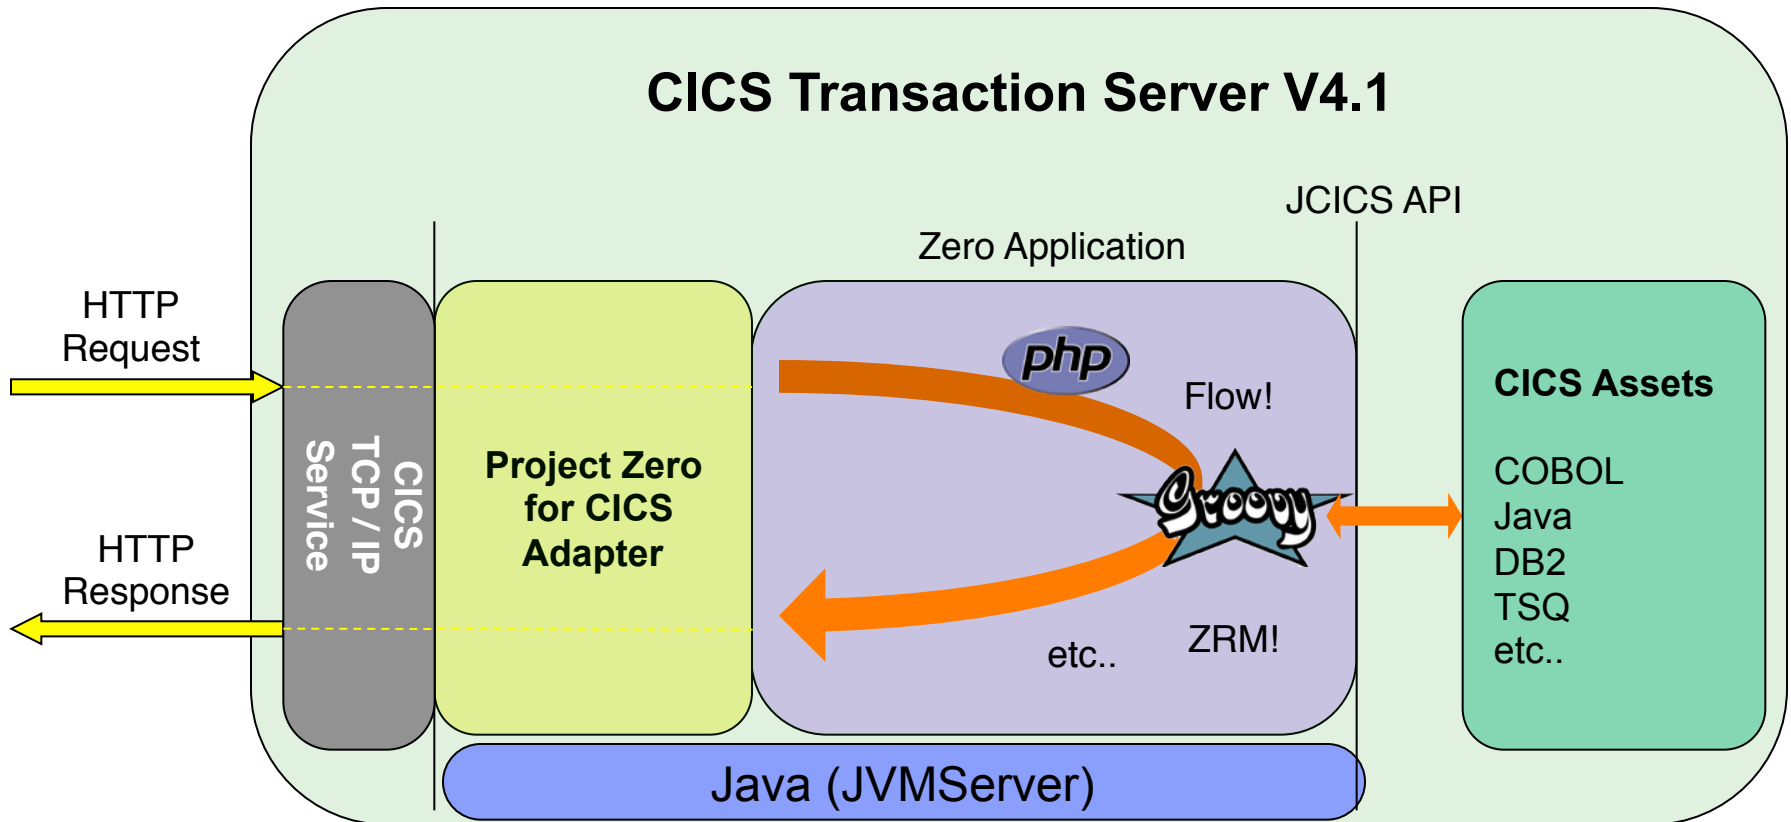 CICS Transaction Server V4.1
JCICS API
Zero Application
HTTP
Request
HTTP
Response
CICS
TCP / IP
Service
Project Zero
for CICS
Adapter
php
Flow!
Groovy
ZRM!
etc..
CICS Assets
COBOL
Java
DB2
TSQ
etc..
Java (JVMServer)